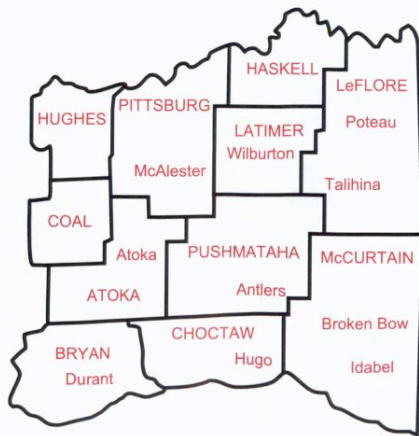 HASKELL
LeFLORE
PITTSBURG
HUGHES
Poteau
LATIMER
Wilburton
McAlester
Talihina
COAL
Atoka
PUSHMATAHA
McCURTAIN
Antlers
ATOKA
CHOCTAW
Broken Bow
BRYAN
Hugo
Idabel
Durant